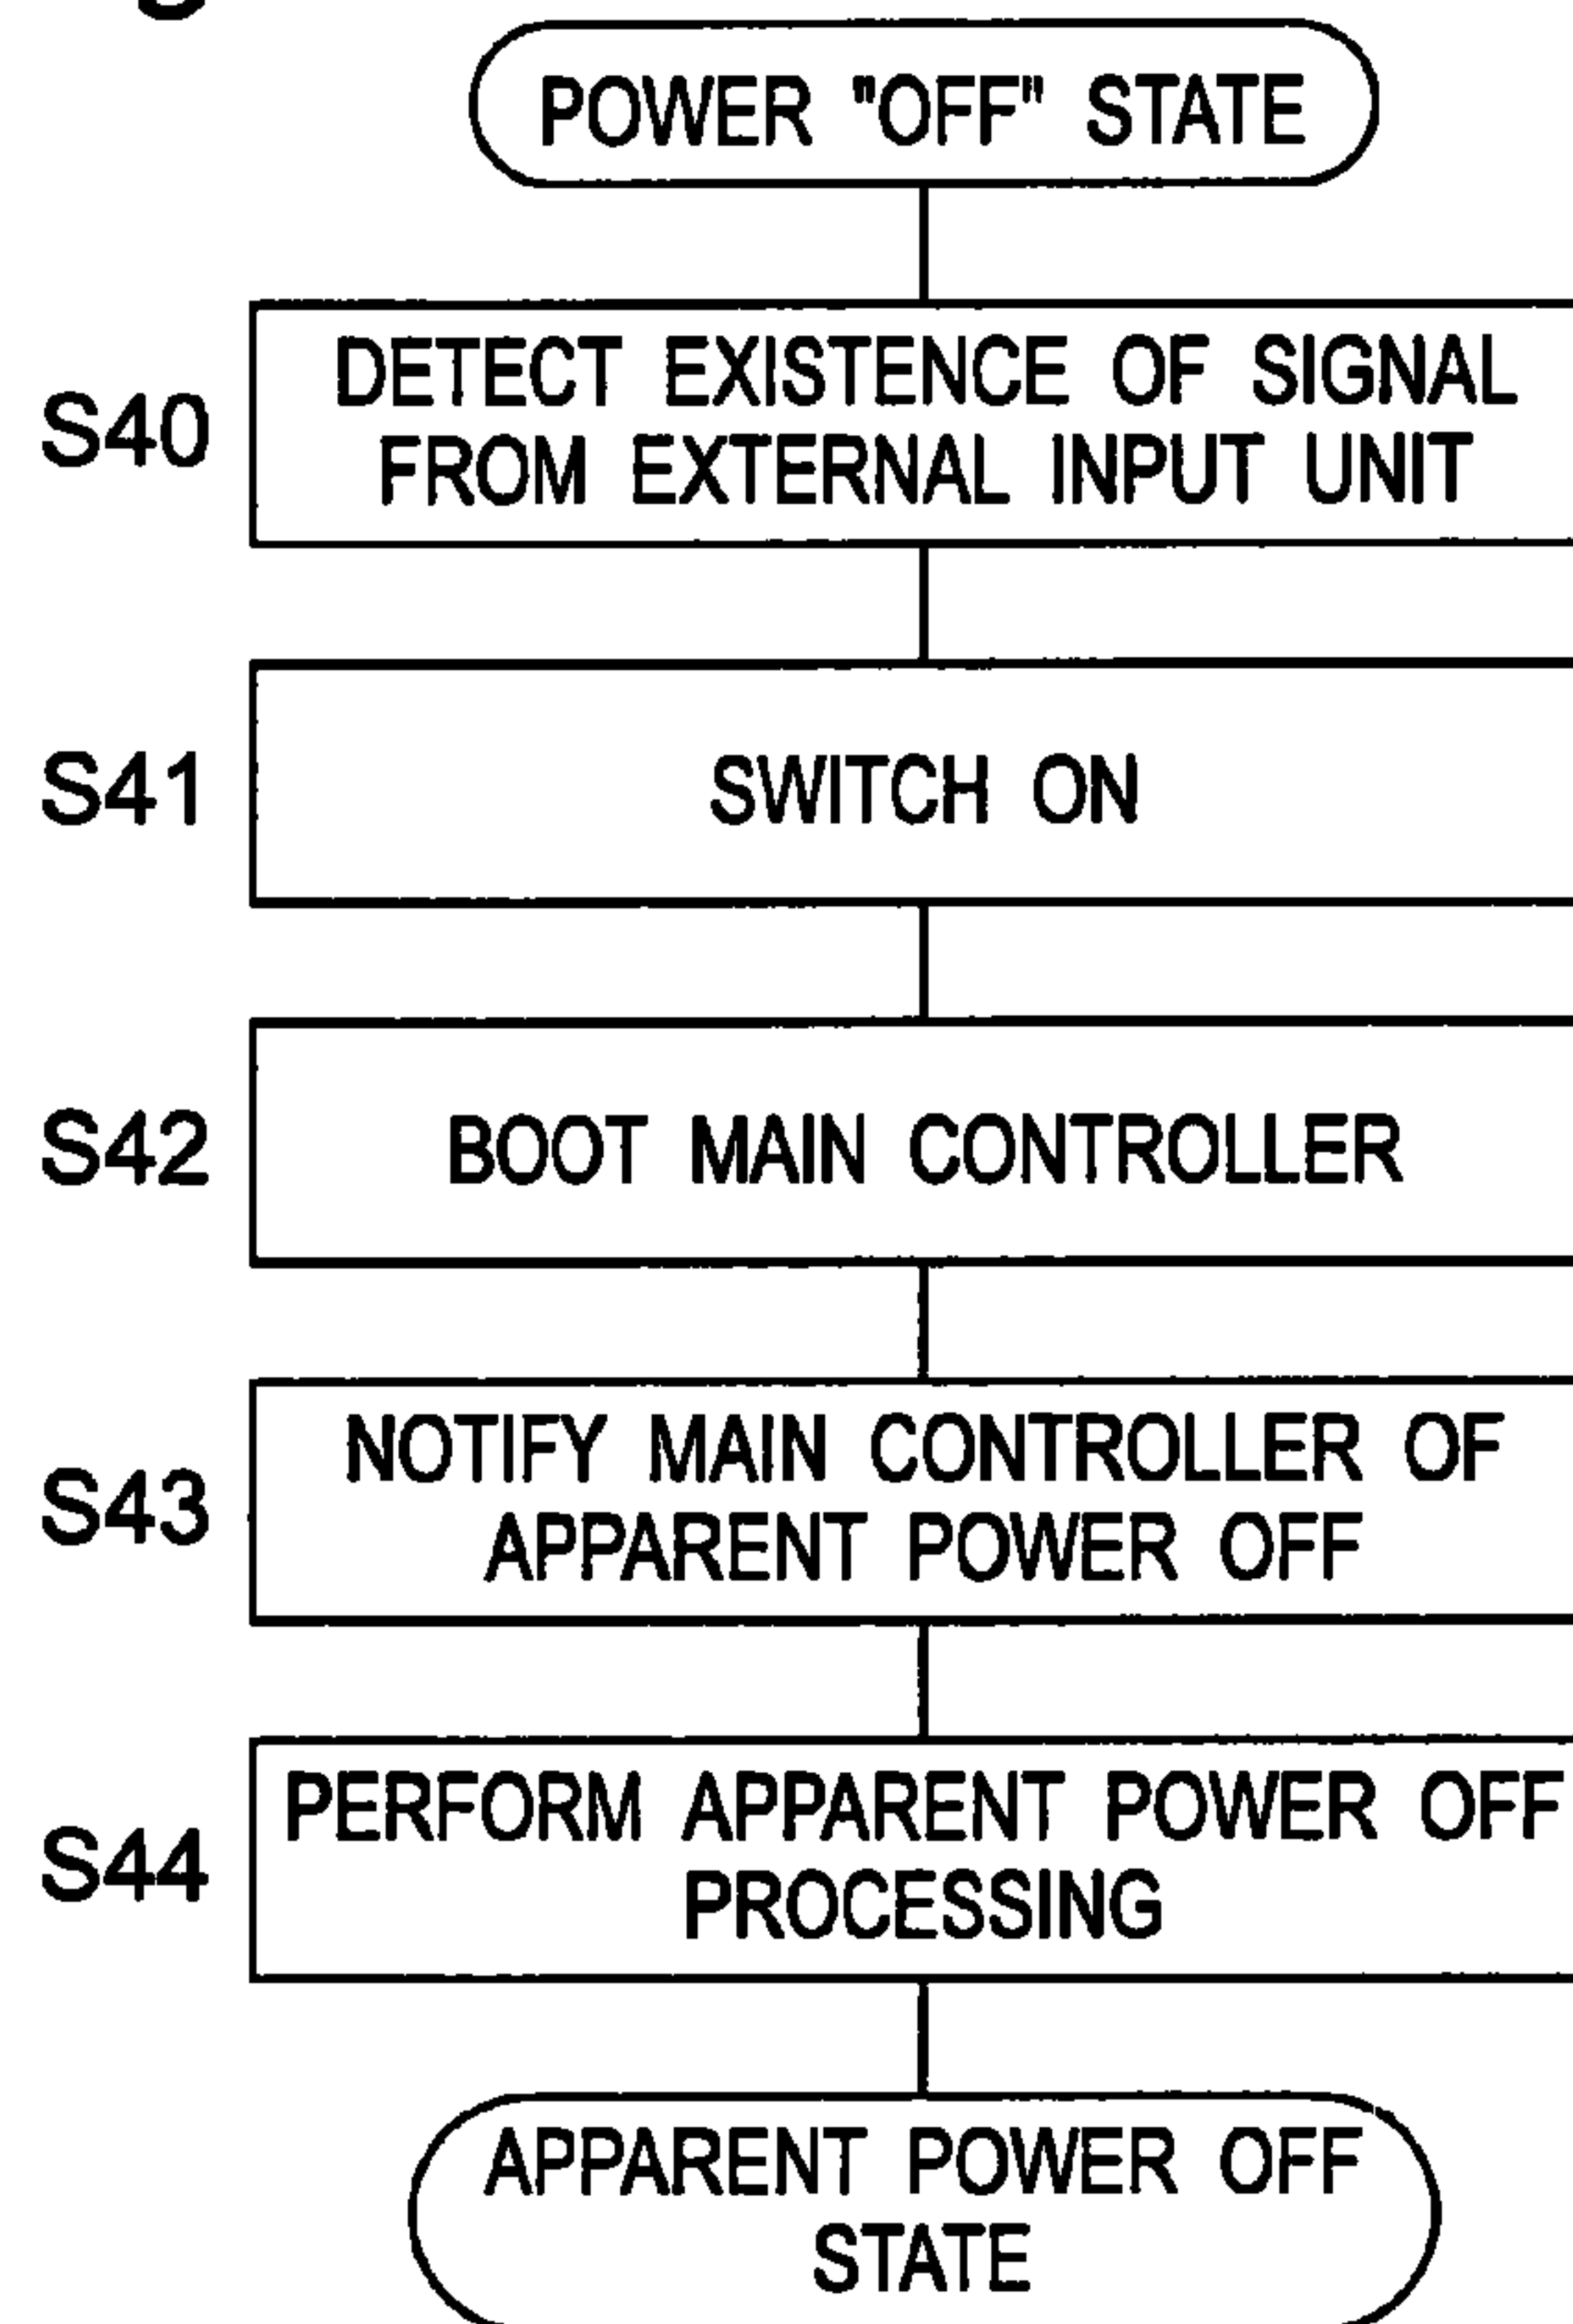 POWER "OFF" STATE
S40
DETECT EXISTENCE OF SIGNAL
FROM EXTERNAL INPUT UNIT
S41
SWITCH ON
S42
BOOT MAIN CONTROLLER
S43
NOTIFY MAIN CONTROLLER OF
APPARENT POWER OFF
S44
PERFORM APPARENT POWER OFF
PROCESSING
APPARENT POWER OFF
STATE